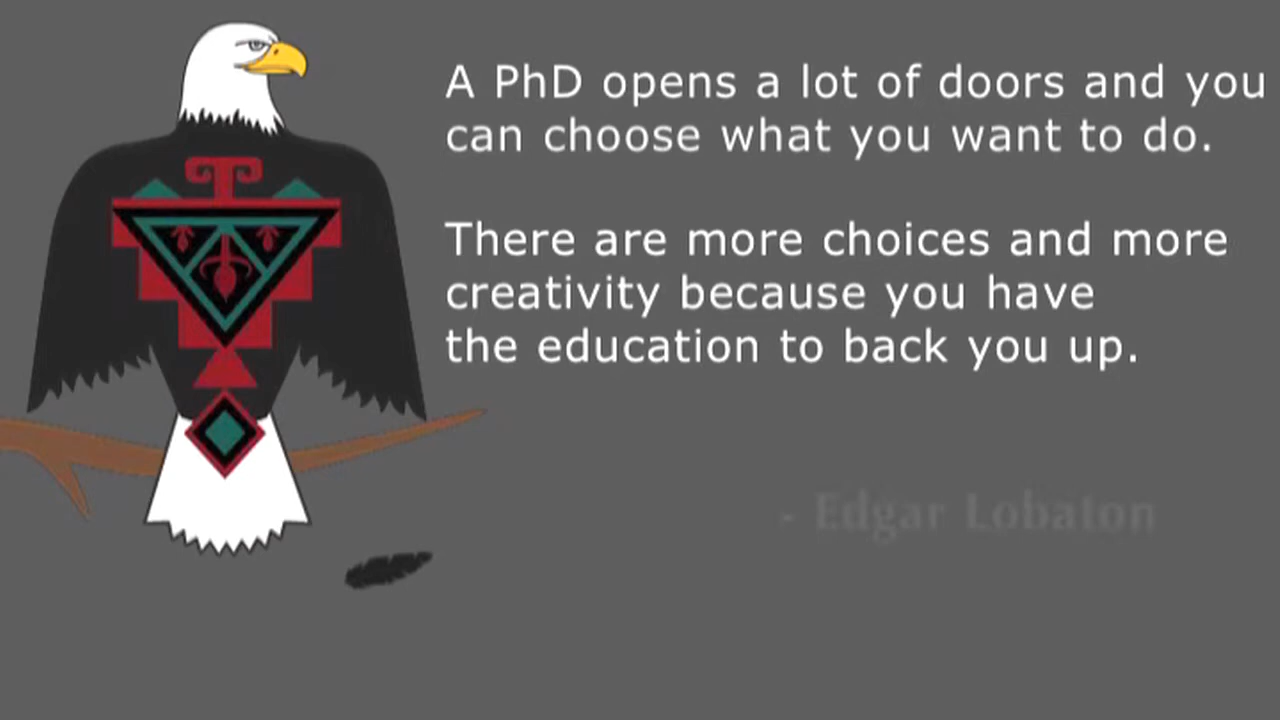 A PhD opens a lot of doors and you
can choose what you want to do.
There are more choices and more
creativity because you have
the education to back you up.
- Edgar Lobaton